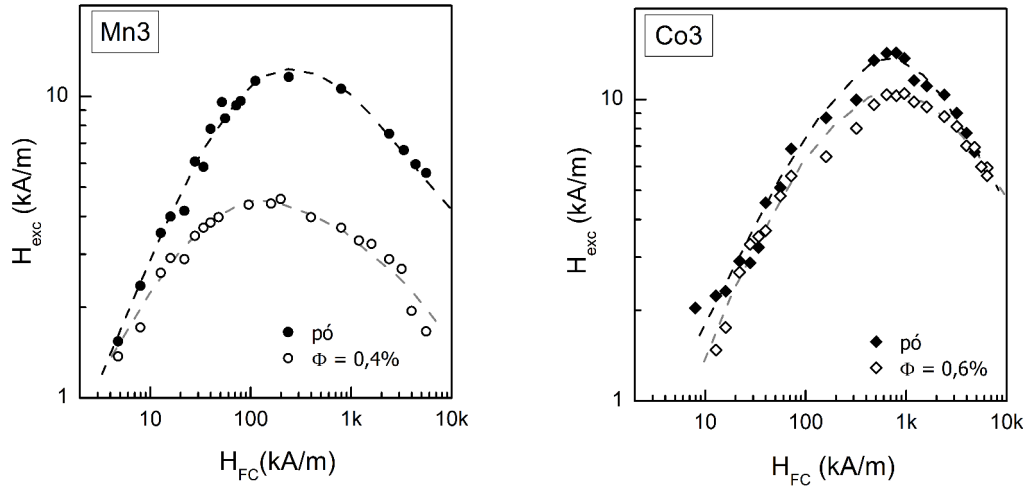 Mn3
H_exc (kA/m)
10
1
pó
Φ = 0,4%
10 100 1k 10k
H_FC(kA/m)
Co3
H_exc (kA/m)
10
1
pó
Φ = 0,6%
10 100 1k 10k
H_FC (kA/m)